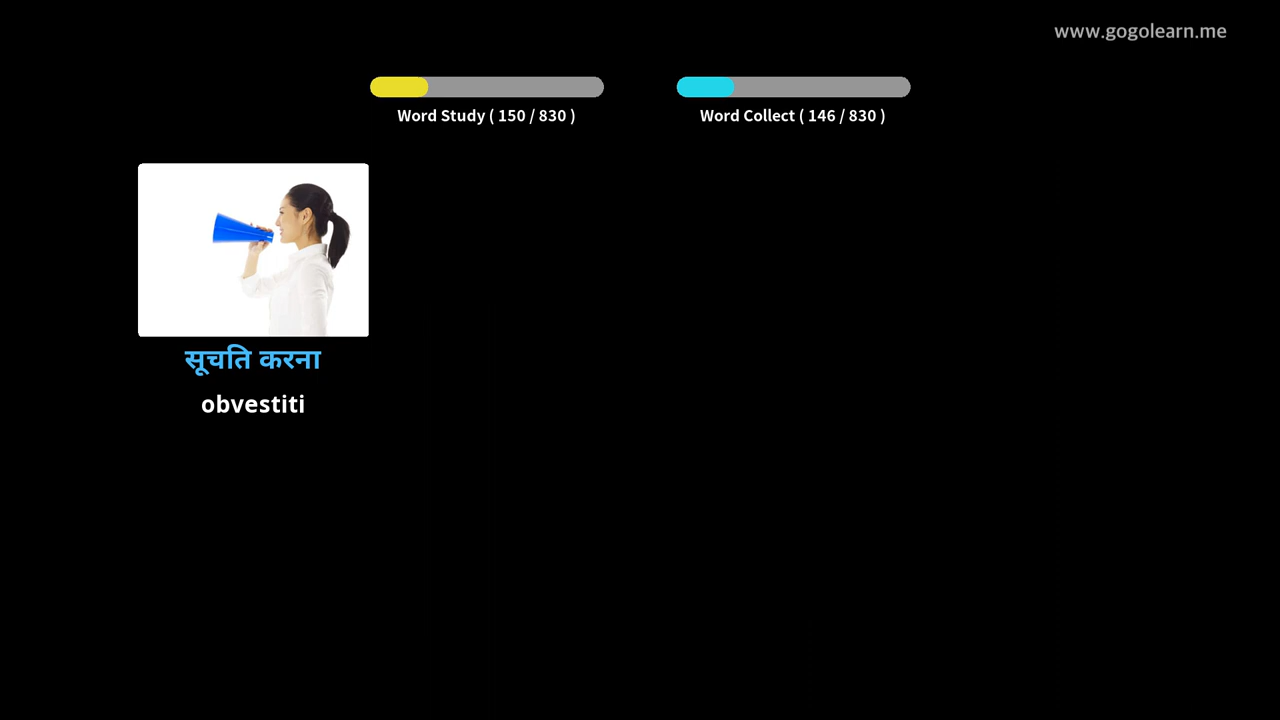 www.gogolearn.me
Word Study ( 150 / 830 )
Word Collect ( 146 / 830 )
सूचति करना
obvestiti